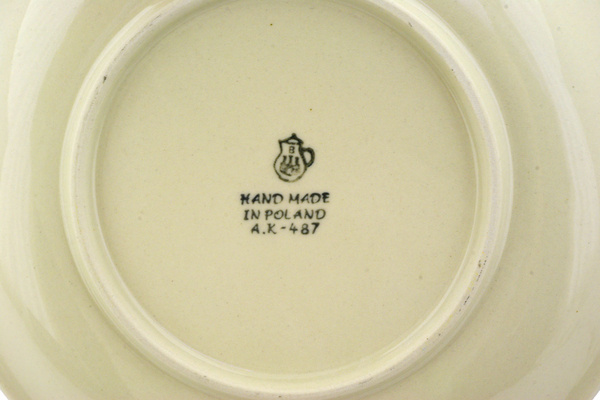 B
HAND MADE
IN POLAND
A.K-487